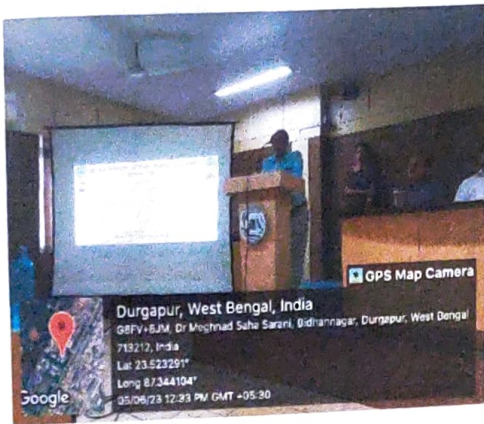 GPS Map Camera
Durgapur, West Bengal, India
G8FV+6JM, Dr Meghnad Saha Sarani, Bidhannagar, Durgapur, West Bengal
713212, India
Lat 23.523291°
Long 87.344104°
05/06/23 12:33 PM GMT +05:30
Google